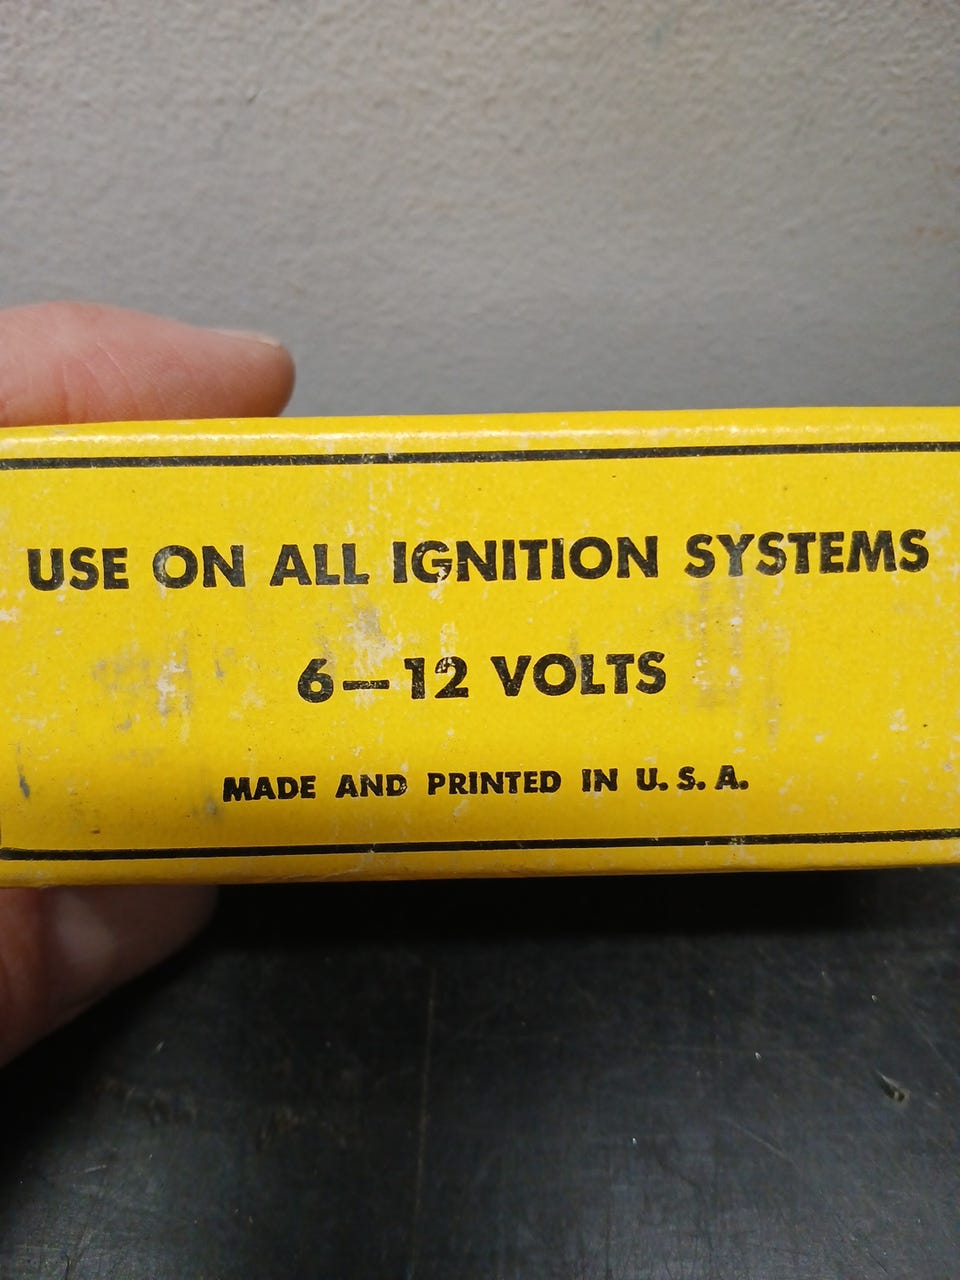 USE ON ALL IGNITION SYSTEMS
6—12 VOLTS
MADE AND PRINTED IN U. S. A.